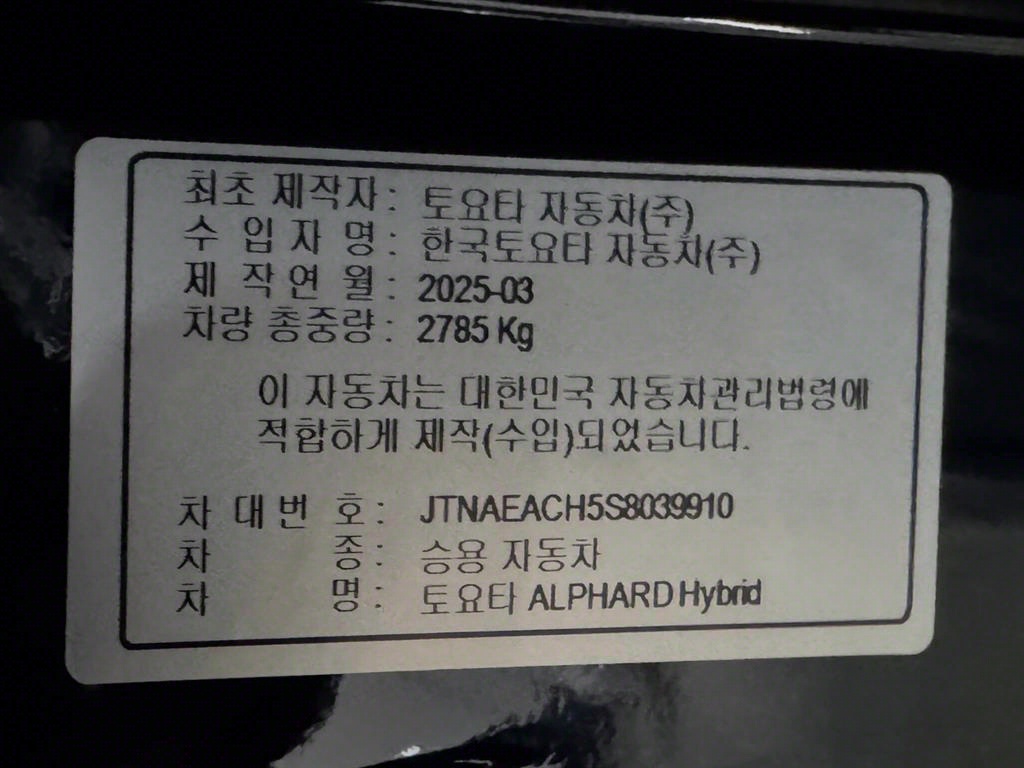 최초 제작자 : 토요타 자동차(주)
수 입 자 명 : 한국토요타 자동차(주)
제 작 연 월 : 2025-03
차량 총중량 : 2785 Kg
이 자동차는 대한민국 자동차관리법령에
적합하게 제작(수입)되었습니다.
차 대 번 호 : JTNAEACH5S8039910
차 종 : 승용 자동차
차 명 : 토요타 ALPHARD Hybrid